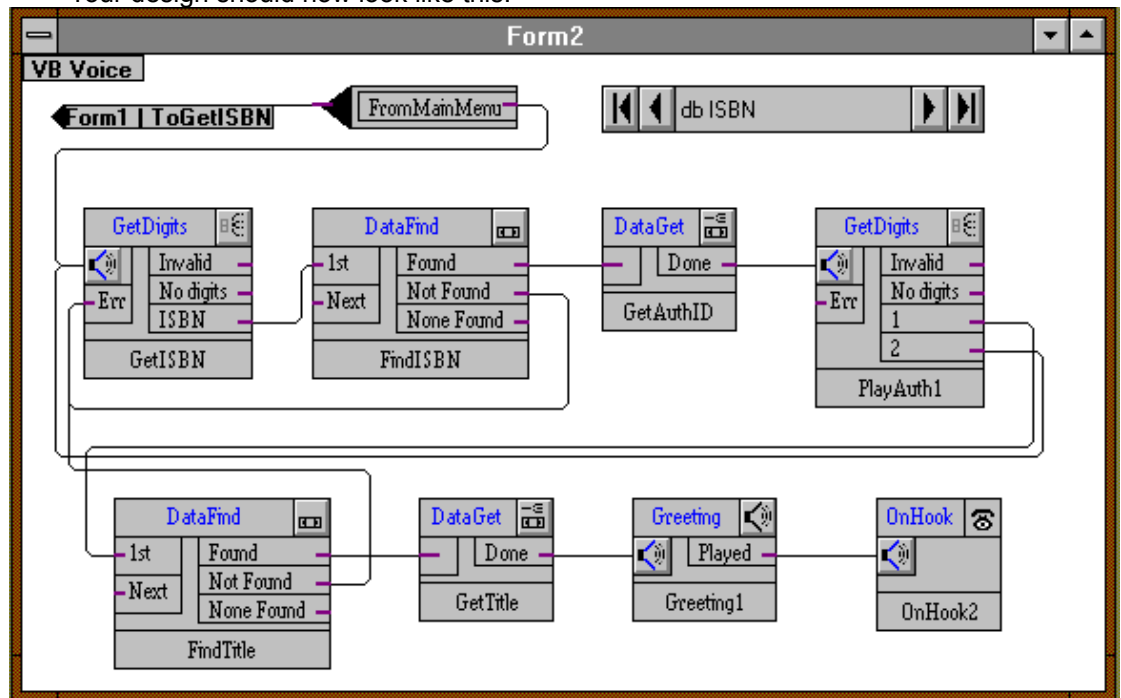 Your design should now look like this:
Form2
VB Voice
Form1 | ToGetISBN
FromMainMenu
db ISBN
GetDigits
Invalid
No digits
Err
ISBN
GetISBN
DataFind
1st
Found
Next
Not Found
None Found
FindISBN
DataGet
Done
GetAuthID
GetDigits
Invalid
No digits
Err
1
2
PlayAuth1
DataFind
1st
Found
Next
Not Found
None Found
FindTitle
DataGet
Done
GetTitle
Greeting
Played
Greeting1
OnHook
OnHook2